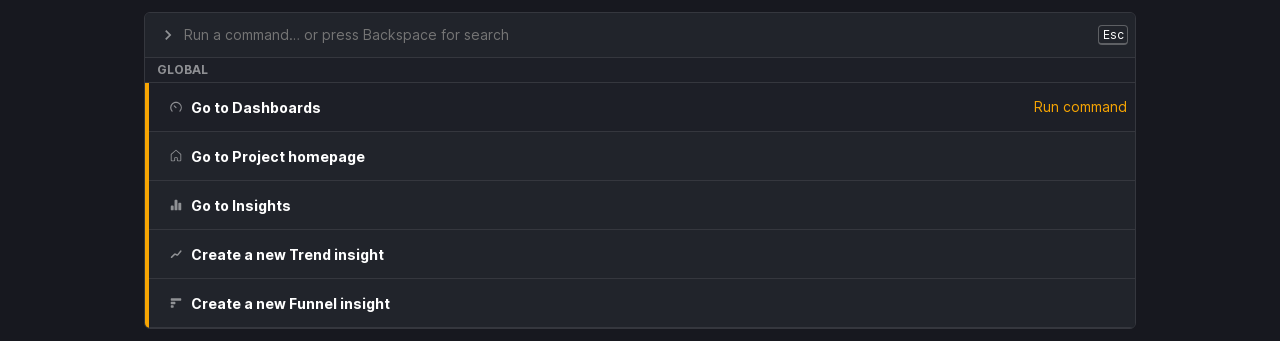 Run a command... or press Backspace for search
Esc
GLOBAL
Go to Dashboards
Run command
Go to Project homepage
Go to Insights
Create a new Trend insight
Create a new Funnel insight